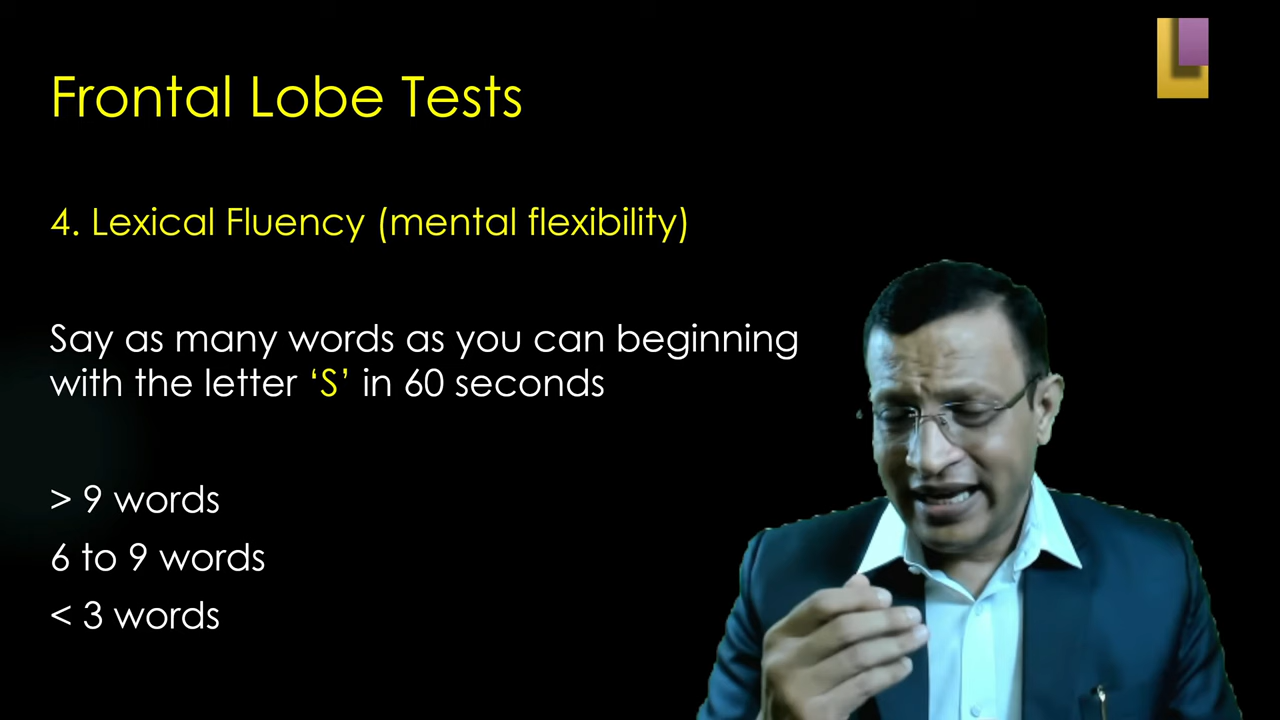 Frontal Lobe Tests
4. Lexical Fluency (mental flexibility)
Say as many words as you can beginning
with the letter ‘S’ in 60 seconds
> 9 words
6 to 9 words
< 3 words